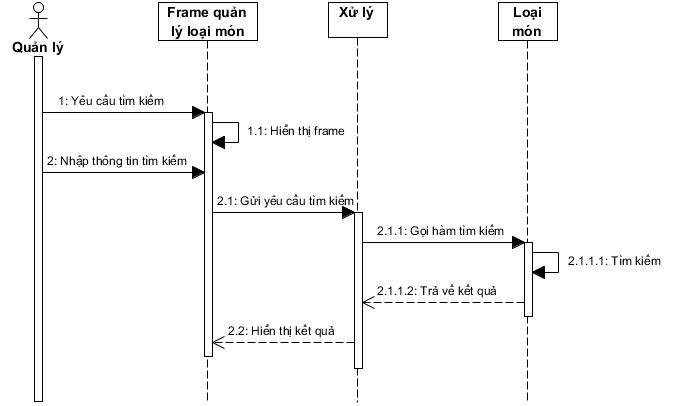 Frame quản
lý loại món
Xử lý
Loại
món
Quản lý
1: Yêu cầu tìm kiếm
1.1: Hiển thị frame
2: Nhập thông tin tìm kiếm
2.1: Gửi yêu cầu tìm kiếm
2.1.1: Gọi hàm tìm kiếm
2.1.1.1: Tìm kiếm
2.1.1.2: Trả về kết quả
2.2: Hiển thị kết quả